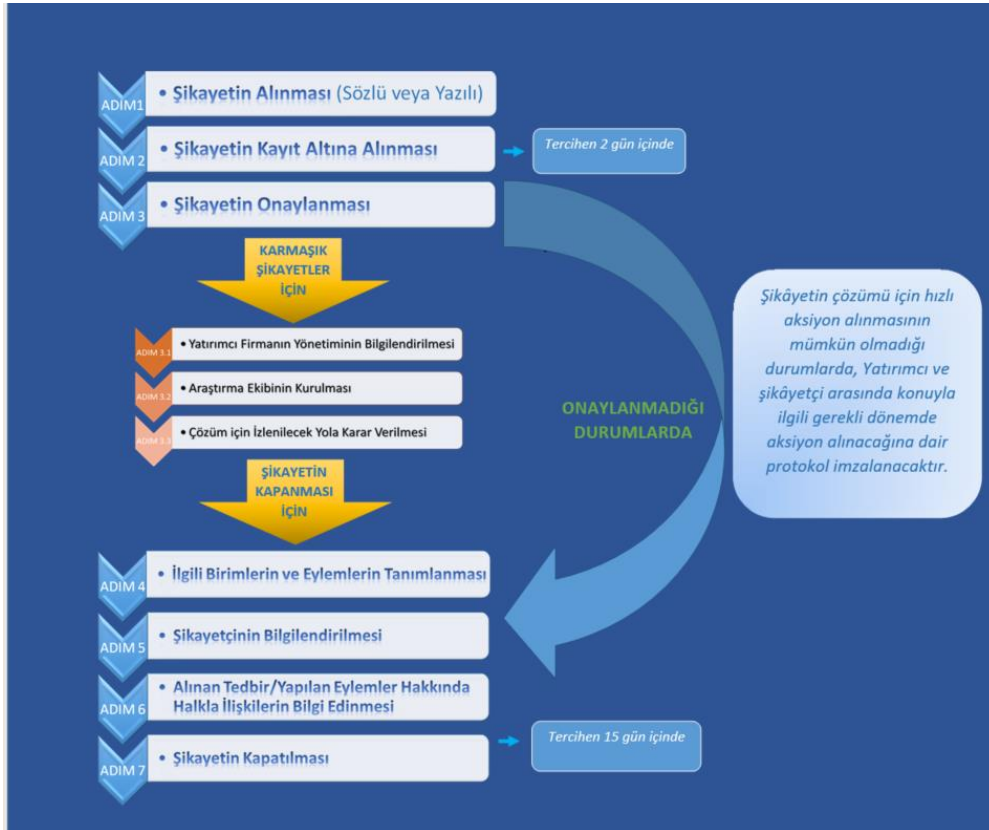 ADIM1
• Şikayetin Alınması (Sözlü veya Yazılı)
ADIM 2
• Şikayetin Kayıt Altına Alınması
Tercihen 2 gün içinde
ADIM 3
• Şikayetin Onaylanması
KARMAŞIK
ŞİKAYETLER
İÇİN
ADIM 3.1
• Yatırımcı Firmanın Yönetiminin Bilgilendirilmesi
ADIM 3.2
• Araştırma Ekibinin Kurulması
ADIM 3.3
• Çözüm için İzlenilecek Yola Karar Verilmesi
ONAYLANMADIĞI
DURUMLARDA
Şikâyetin çözümü için hızlı
aksiyon alınmasının
mümkün olmadığı
durumlarda, Yatırımcı ve
şikâyetçi arasında konuyla
ilgili gerekli dönemde
aksiyon alınacağına dair
protokol imzalanacaktır.
ŞİKAYETİN
KAPANMASI
İÇİN
ADIM 4
• İlgili Birimlerin ve Eylemlerin Tanımlanması
ADIM 5
• Şikayetçinin Bilgilendirilmesi
ADIM 6
• Alınan Tedbir/Yapılan Eylemler Hakkında
Halkla İlişkilerin Bilgi Edinmesi
ADIM 7
• Şikayetin Kapatılması
Tercihen 15 gün içinde